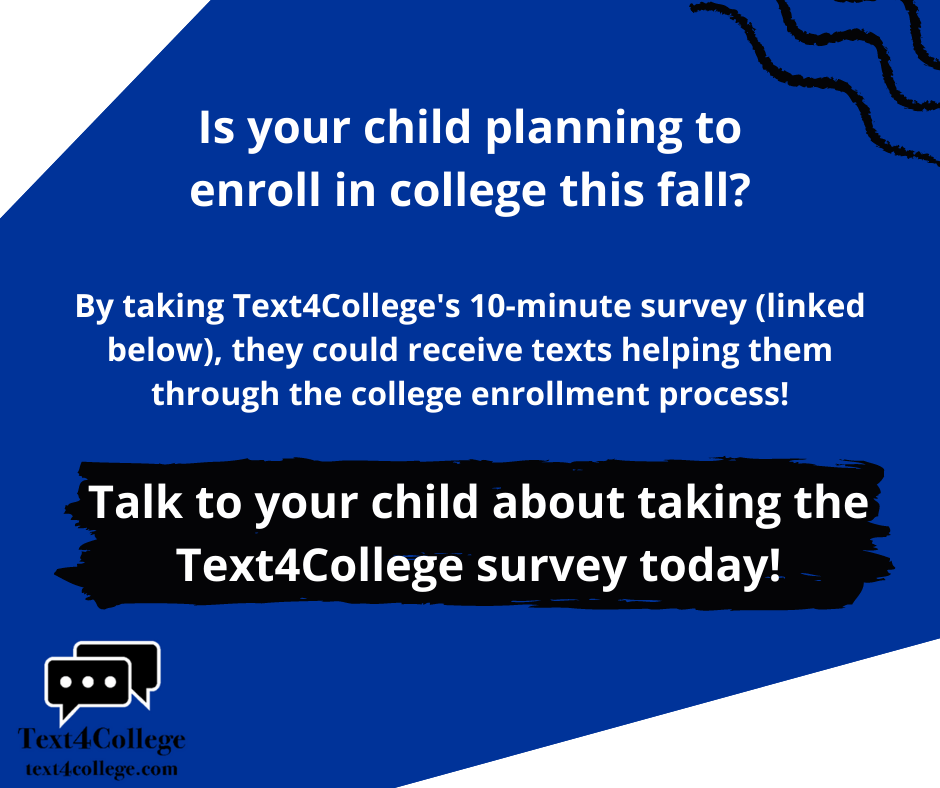 Is your child planning to
enroll in college this fall?
By taking Text4College's 10-minute survey (linked
below), they could receive texts helping them
through the college enrollment process!
Talk to your child about taking the
Text4College survey today!
Text4College
text4college.com